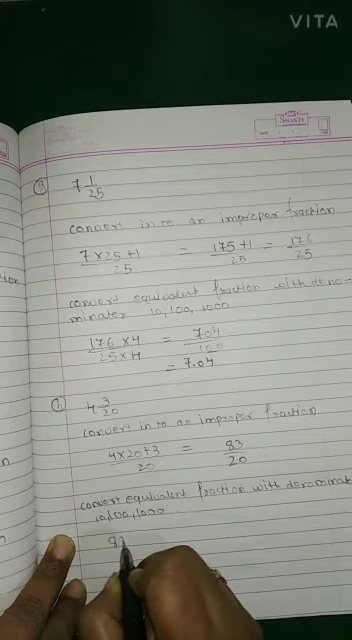 VITA
SHAKTI
g 7 1/25
Convert in to an improper fraction
7×25+1/25 = 175+1/25 = 176/25
convert equivalent fraction with deno-
minater 10,100,1000
176×4/25×4 = 704/100
= 7.04
h 4 3/20
Convert in to an improper fraction
4×20+3/20 = 83/20
convert equivalent fraction with denominat
10,100,1000
83